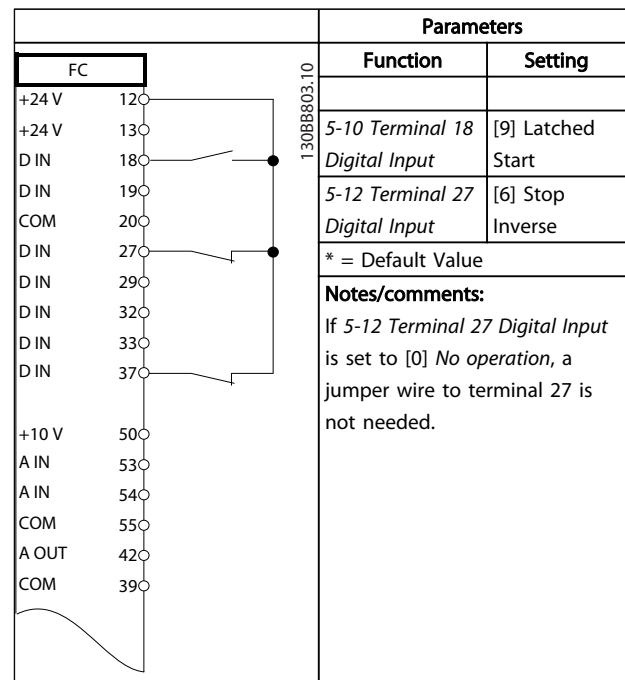 FC
+24 V 12
+24 V 13
D IN 18
D IN 19
COM 20
D IN 27
D IN 29
D IN 32
D IN 33
D IN 37
+10 V 50
A IN 53
A IN 54
COM 55
A OUT 42
COM 39
130BB803.10
Parameters
Function Setting
5-10 Terminal 18 [9] Latched
Digital Input Start
5-12 Terminal 27 [6] Stop
Digital Input Inverse
* = Default Value
Notes/comments:
If 5-12 Terminal 27 Digital Input
is set to [0] No operation, a
jumper wire to terminal 27 is
not needed.